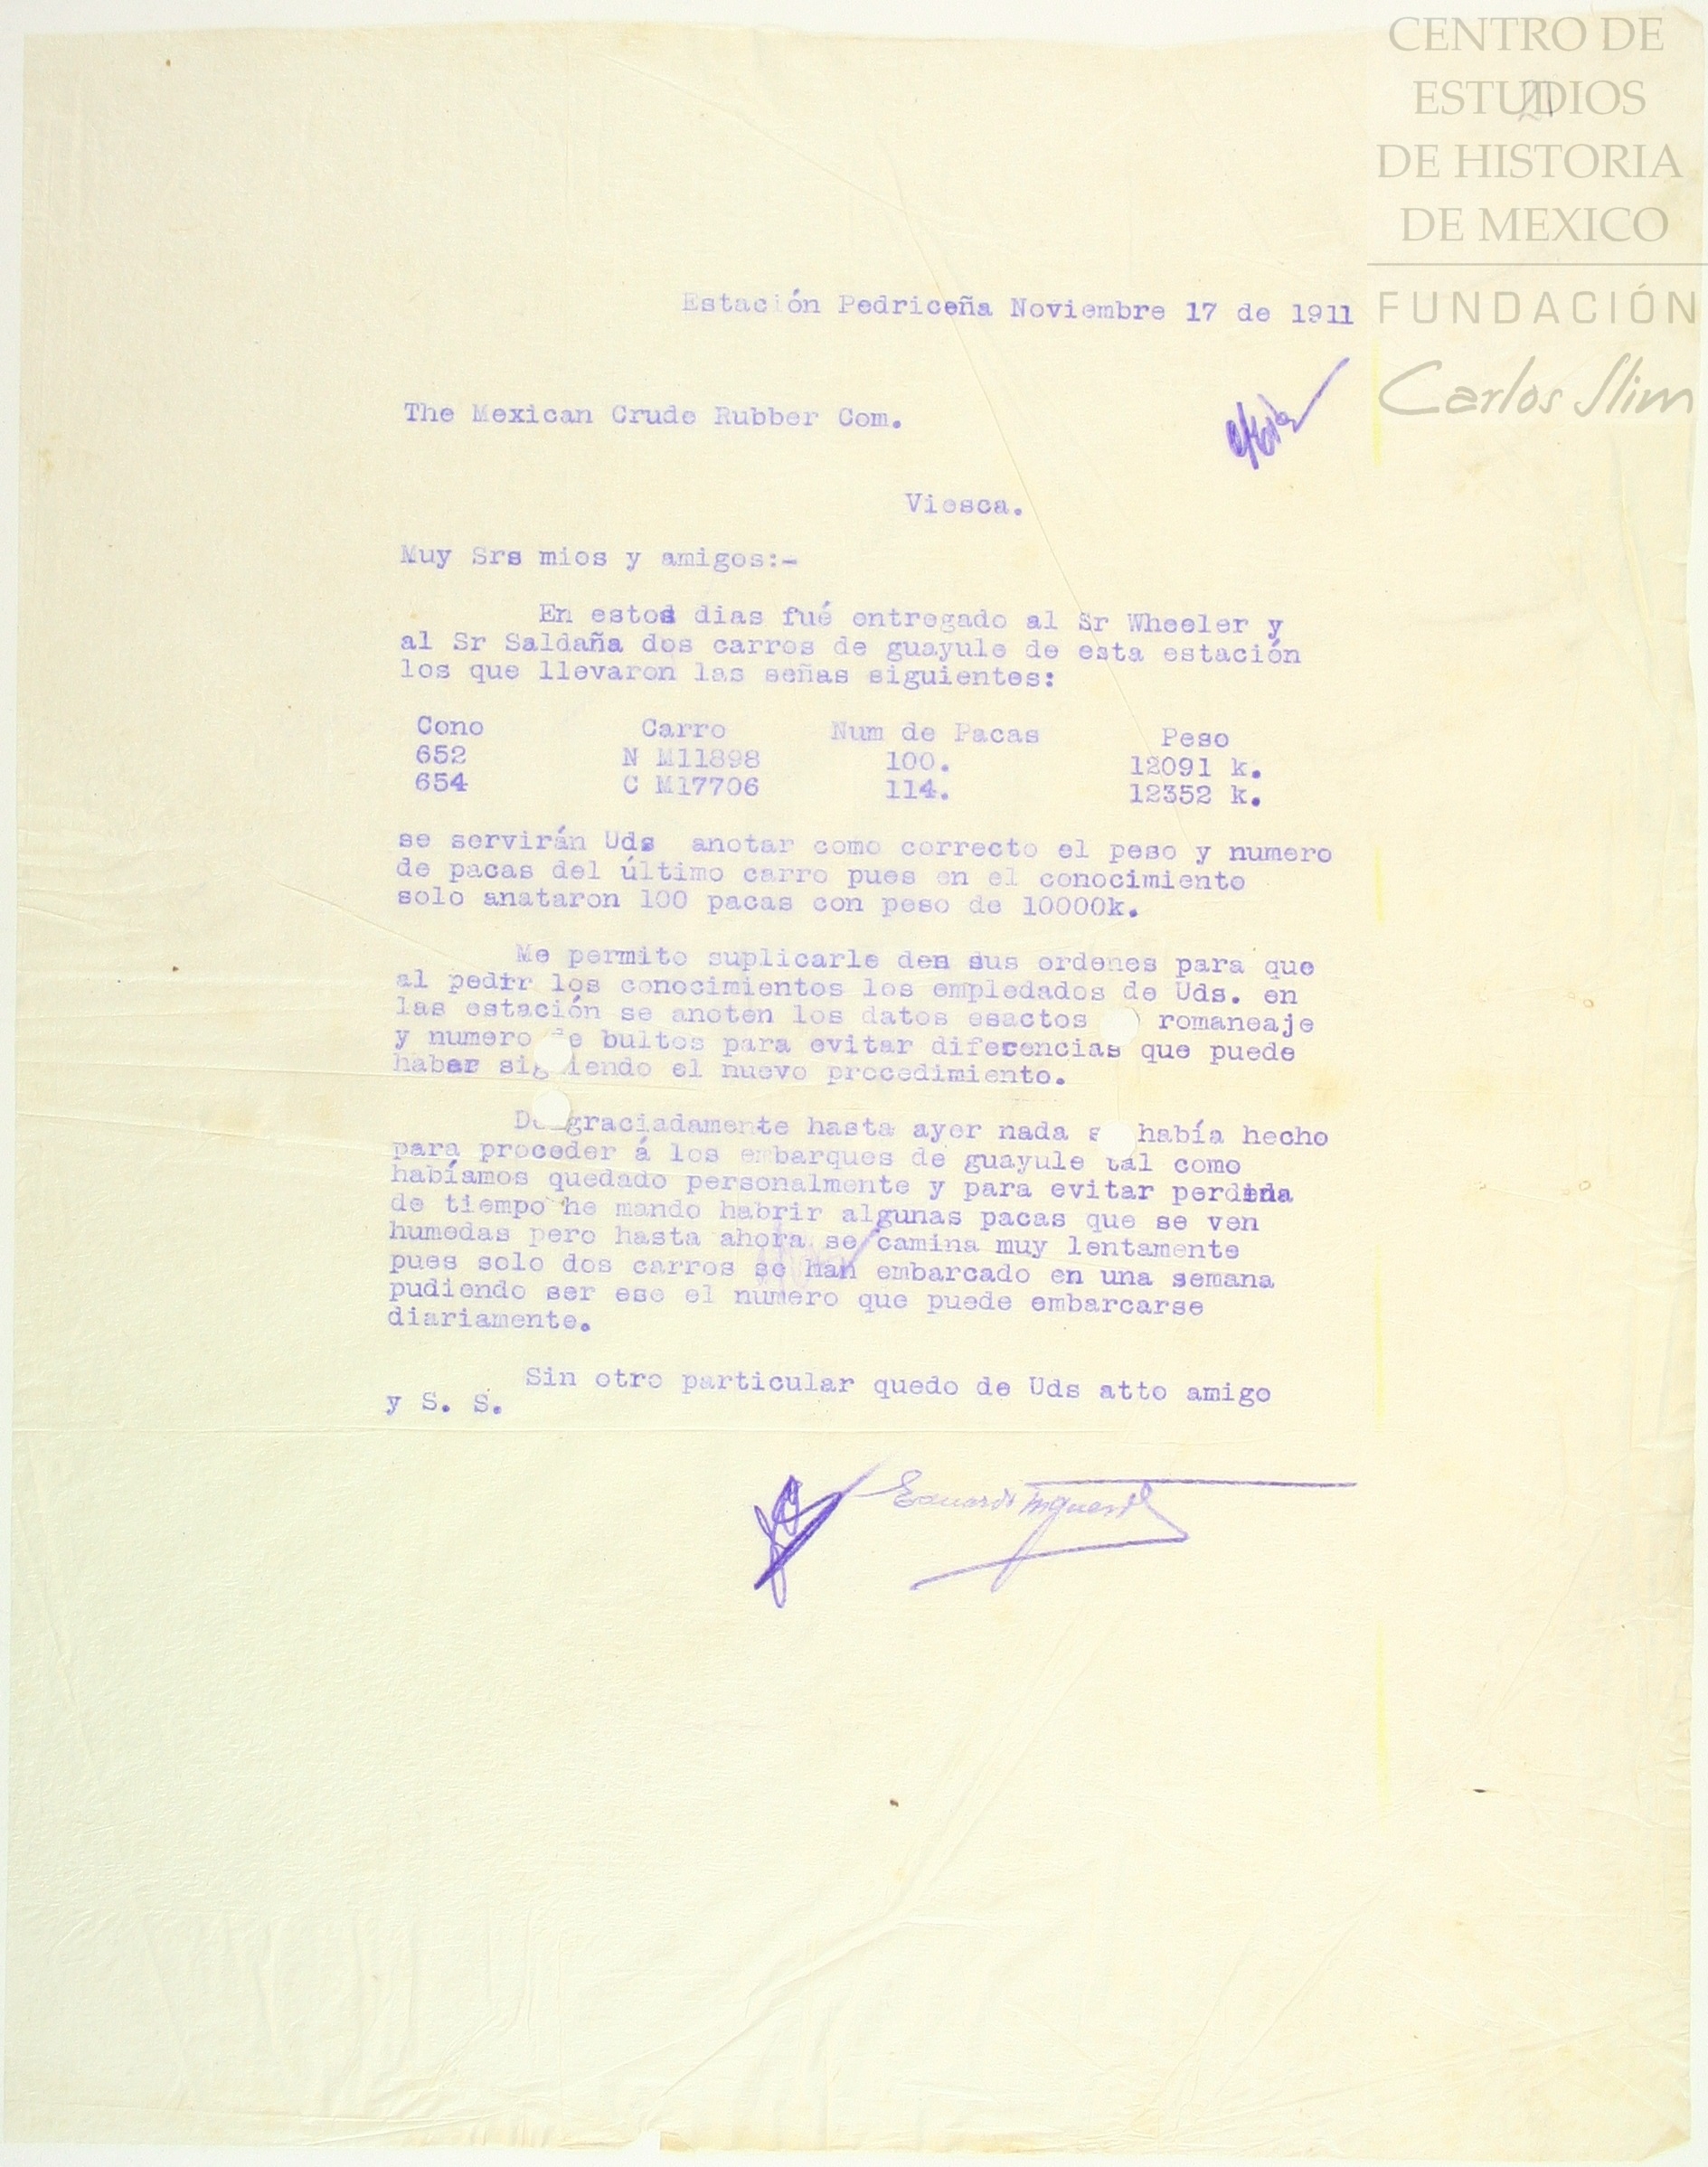 CENTRO DE
ESTUDIOS
DE HISTORIA
DE MEXICO
FUNDACIÓN
Carlos Slim
Estación Pedriceña Noviembre 17 de 1911
The Mexican Crude Rubber Com.
Viesca.
Muy Srs mios y amigos:-
En estos dias fué entregado al Sr Wheeler y
al Sr Saldaña dos carros de guayule de esta estación
los que llevaron las señas siguientes:
Cono Carro Num de Pacas Peso
652 N M11898 100. 12091 k.
654 C M17706 114. 12352 k.
se servirán Uds anotar como correcto el peso y numero
de pacas del último carro pues en el conocimiento
solo anataron 100 pacas con peso de 10000k.
Me permito suplicarle den sus ordenes para que
al pedir los conocimientos los empledados de Uds. en
las estación se anoten los datos esactos romaneaje
y numero de bultos para evitar diferencias que puede
haber siguiendo el nuevo procedimiento.
Desgraciadamente hasta ayer nada se había hecho
para proceder á los embarques de guayule tal como
habíamos quedado personalmente y para evitar perdida
de tiempo he mando habrir algunas pacas que se ven
humedas pero hasta ahora se camina muy lentamente
pues solo dos carros se han embarcado en una semana
pudiendo ser ese el numero que puede embarcarse
diariamente.
Sin otro particular quedo de Uds atto amigo
y S. S.
Eduardo